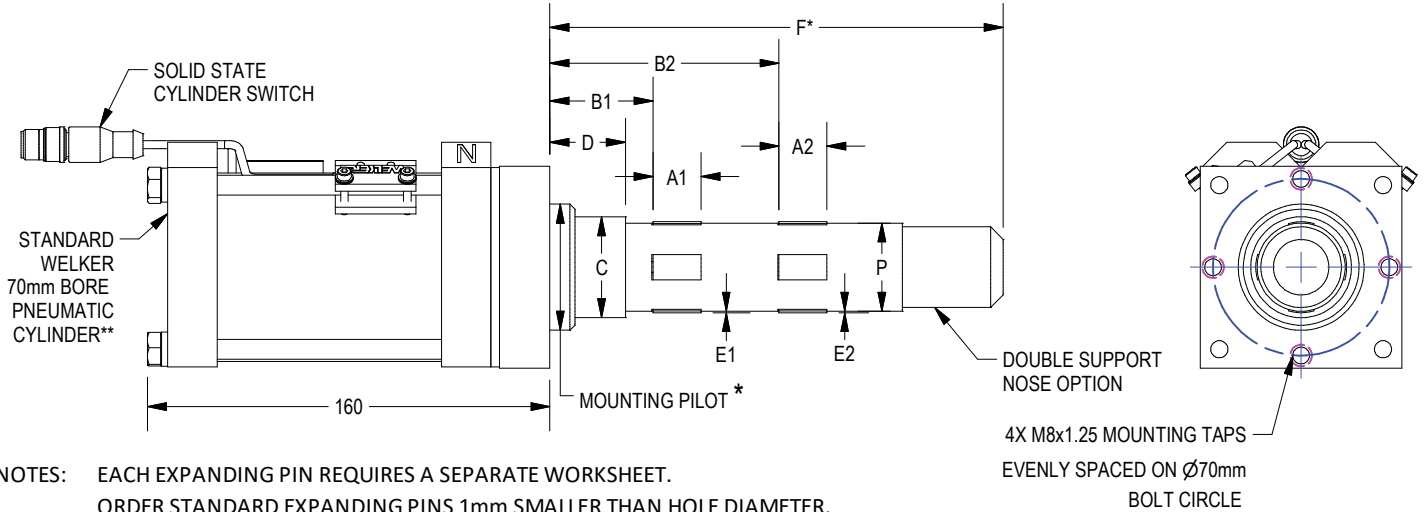 F*
B2
B1
D
A2
A1
SOLID STATE
CYLINDER SWITCH
N
STANDARD
WELKER
70mm BORE
PNEUMATIC
CYLINDER**
C
P
E1
E2
MOUNTING PILOT *
160
DOUBLE SUPPORT
NOSE OPTION
4X M8x1.25 MOUNTING TAPS
EVENLY SPACED ON Ø70mm
BOLT CIRCLE
NOTES: EACH EXPANDING PIN REQUIRES A SEPARATE WORKSHEET.
ORDER STANDARD EXPANDING PINS 1mm SMALLER THAN HOLE DIAMETER.